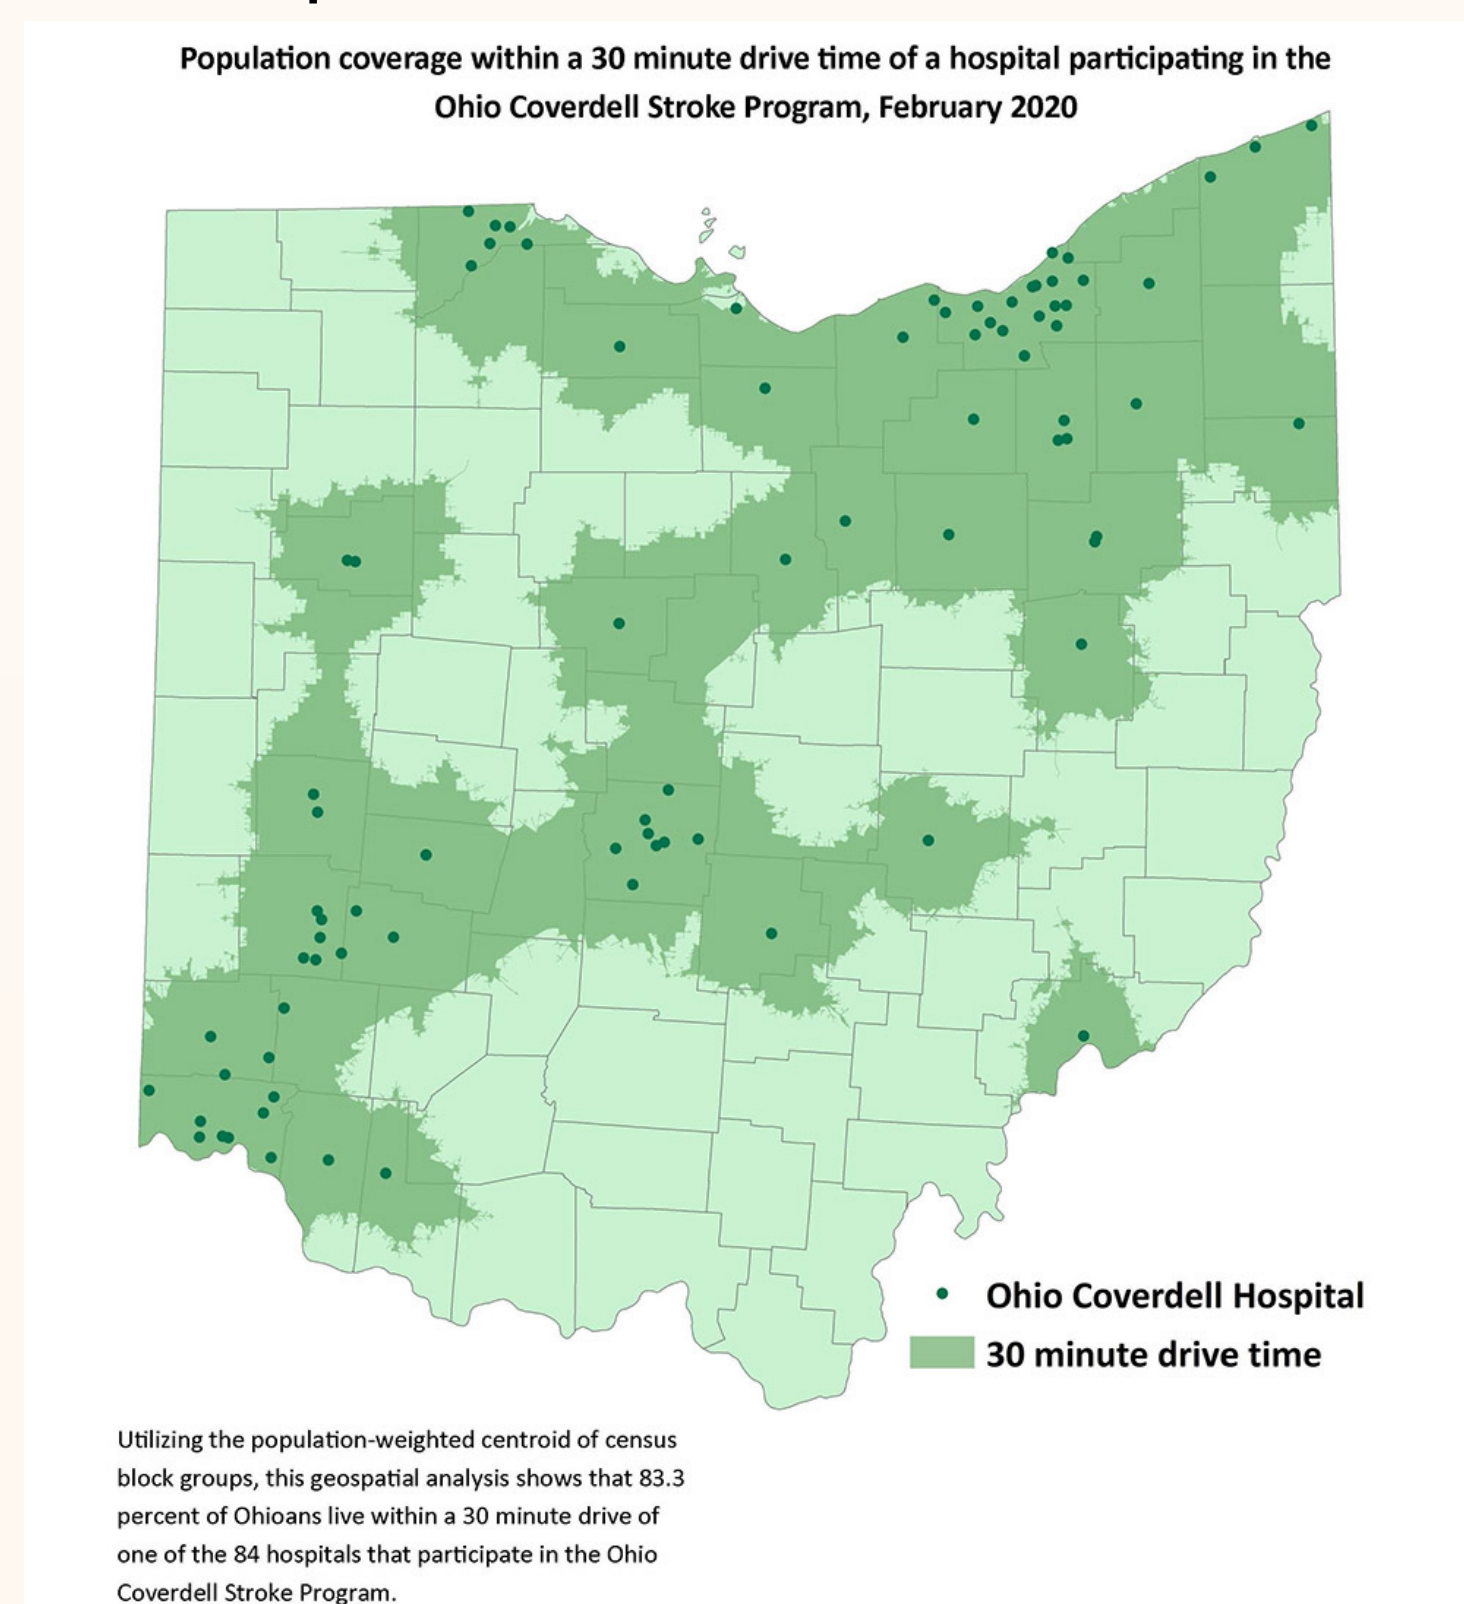 Population coverage within a 30 minute drive time of a hospital participating in the
Ohio Coverdell Stroke Program, February 2020
Ohio Coverdell Hospital
30 minute drive time
Utilizing the population-weighted centroid of census
block groups, this geospatial analysis shows that 83.3
percent of Ohioans live within a 30 minute drive of
one of the 84 hospitals that participate in the Ohio
Coverdell Stroke Program.